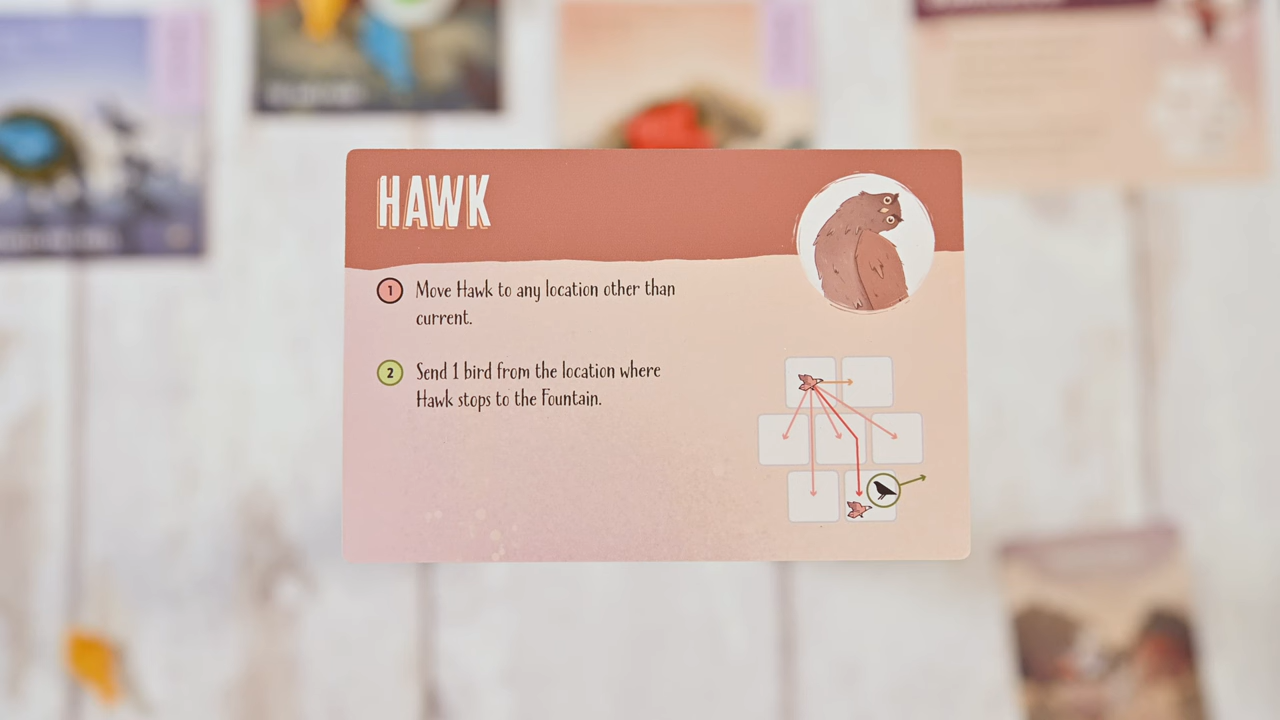 HAWK
1 Move Hawk to any location other than
current.
2 Send 1 bird from the location where
Hawk stops to the Fountain.